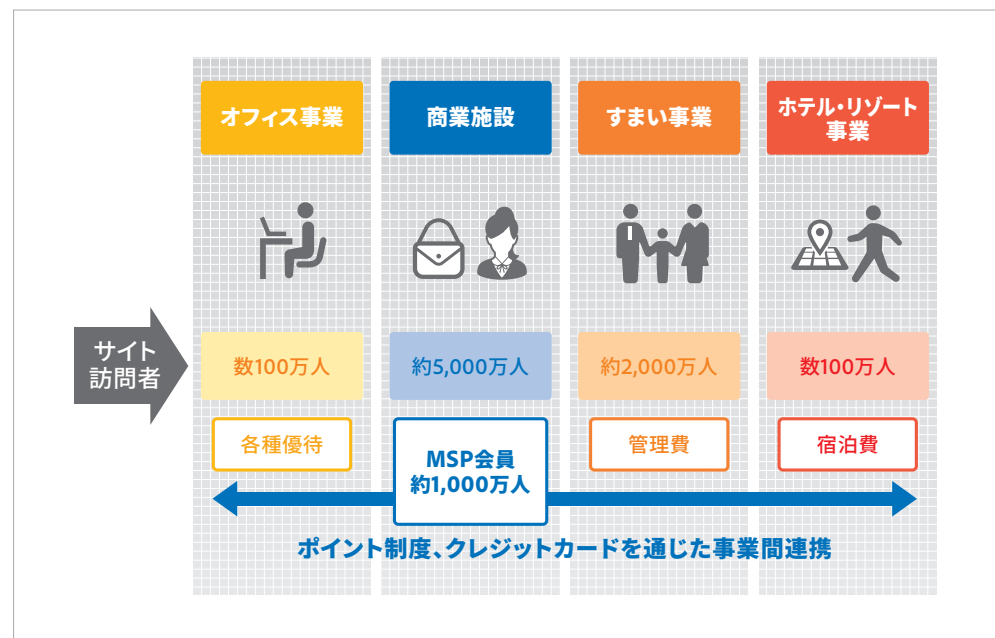 オフィス事業
商業施設
すまい事業
ホテル・リゾート
事業
サイト
訪問者
数100万人
約5,000万人
約2,000万人
数100万人
各種優待
MSP会員
約1,000万人
管理費
宿泊費
ポイント制度、クレジットカードを通じた事業間連携